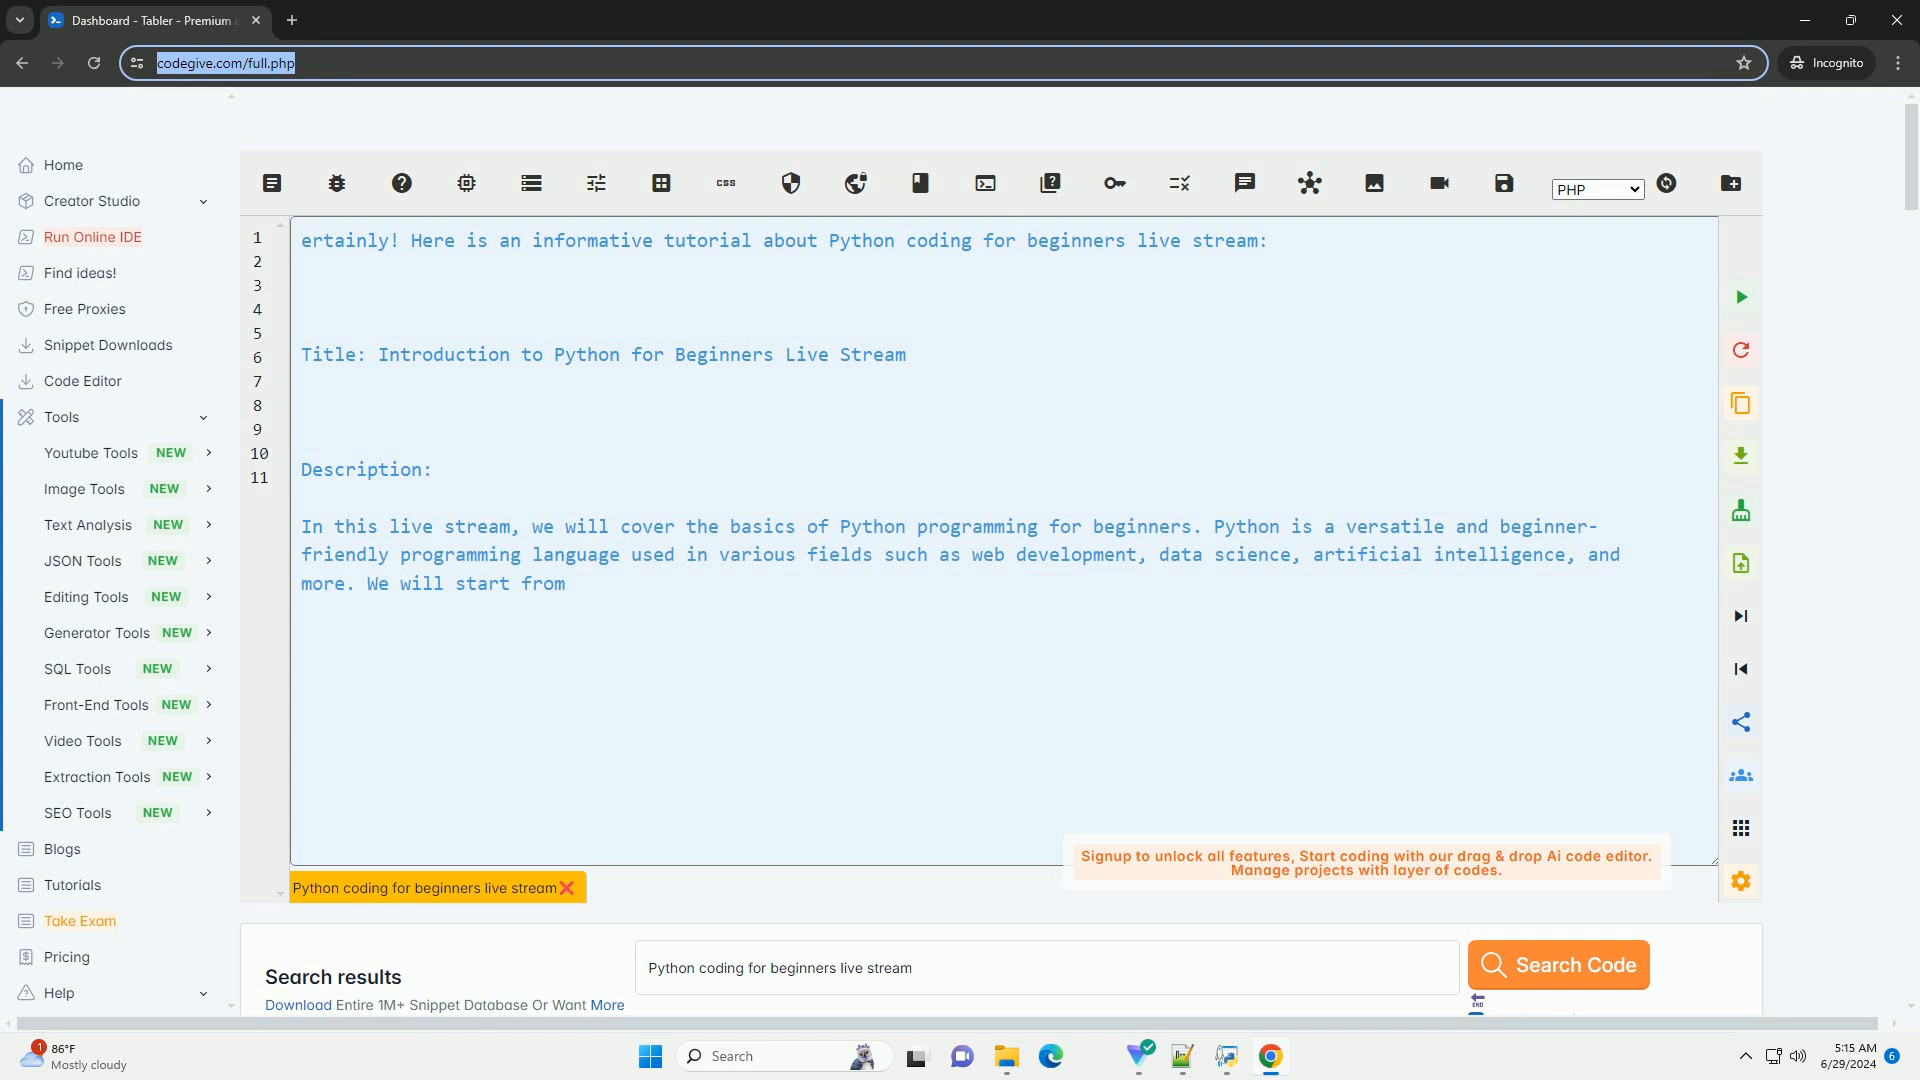 Dashboard - Tabler - Premium
codegive.com/full.php
Incognito
Home
Creator Studio
Run Online IDE
Find ideas!
Free Proxies
Snippet Downloads
Code Editor
Tools
Youtube Tools NEW
Image Tools NEW
Text Analysis NEW
JSON Tools NEW
Editing Tools NEW
Generator Tools NEW
SQL Tools NEW
Front-End Tools NEW
Video Tools NEW
Extraction Tools NEW
SEO Tools NEW
Blogs
Tutorials
Take Exam
Pricing
Help
css
PHP
1
2
3
4
5
6
7
8
9
10
11
ertainly! Here is an informative tutorial about Python coding for beginners live stream:
Title: Introduction to Python for Beginners Live Stream
Description:
In this live stream, we will cover the basics of Python programming for beginners. Python is a versatile and beginner-
friendly programming language used in various fields such as web development, data science, artificial intelligence, and
more. We will start from
Signup to unlock all features, Start coding with our drag & drop Ai code editor.
Manage projects with layer of codes.
Python coding for beginners live stream
Search results
Download Entire 1M+ Snippet Database Or Want More
Python coding for beginners live stream
Search Code
END
1
86°F
Mostly cloudy
Search
5:15 AM
6/29/2024
6